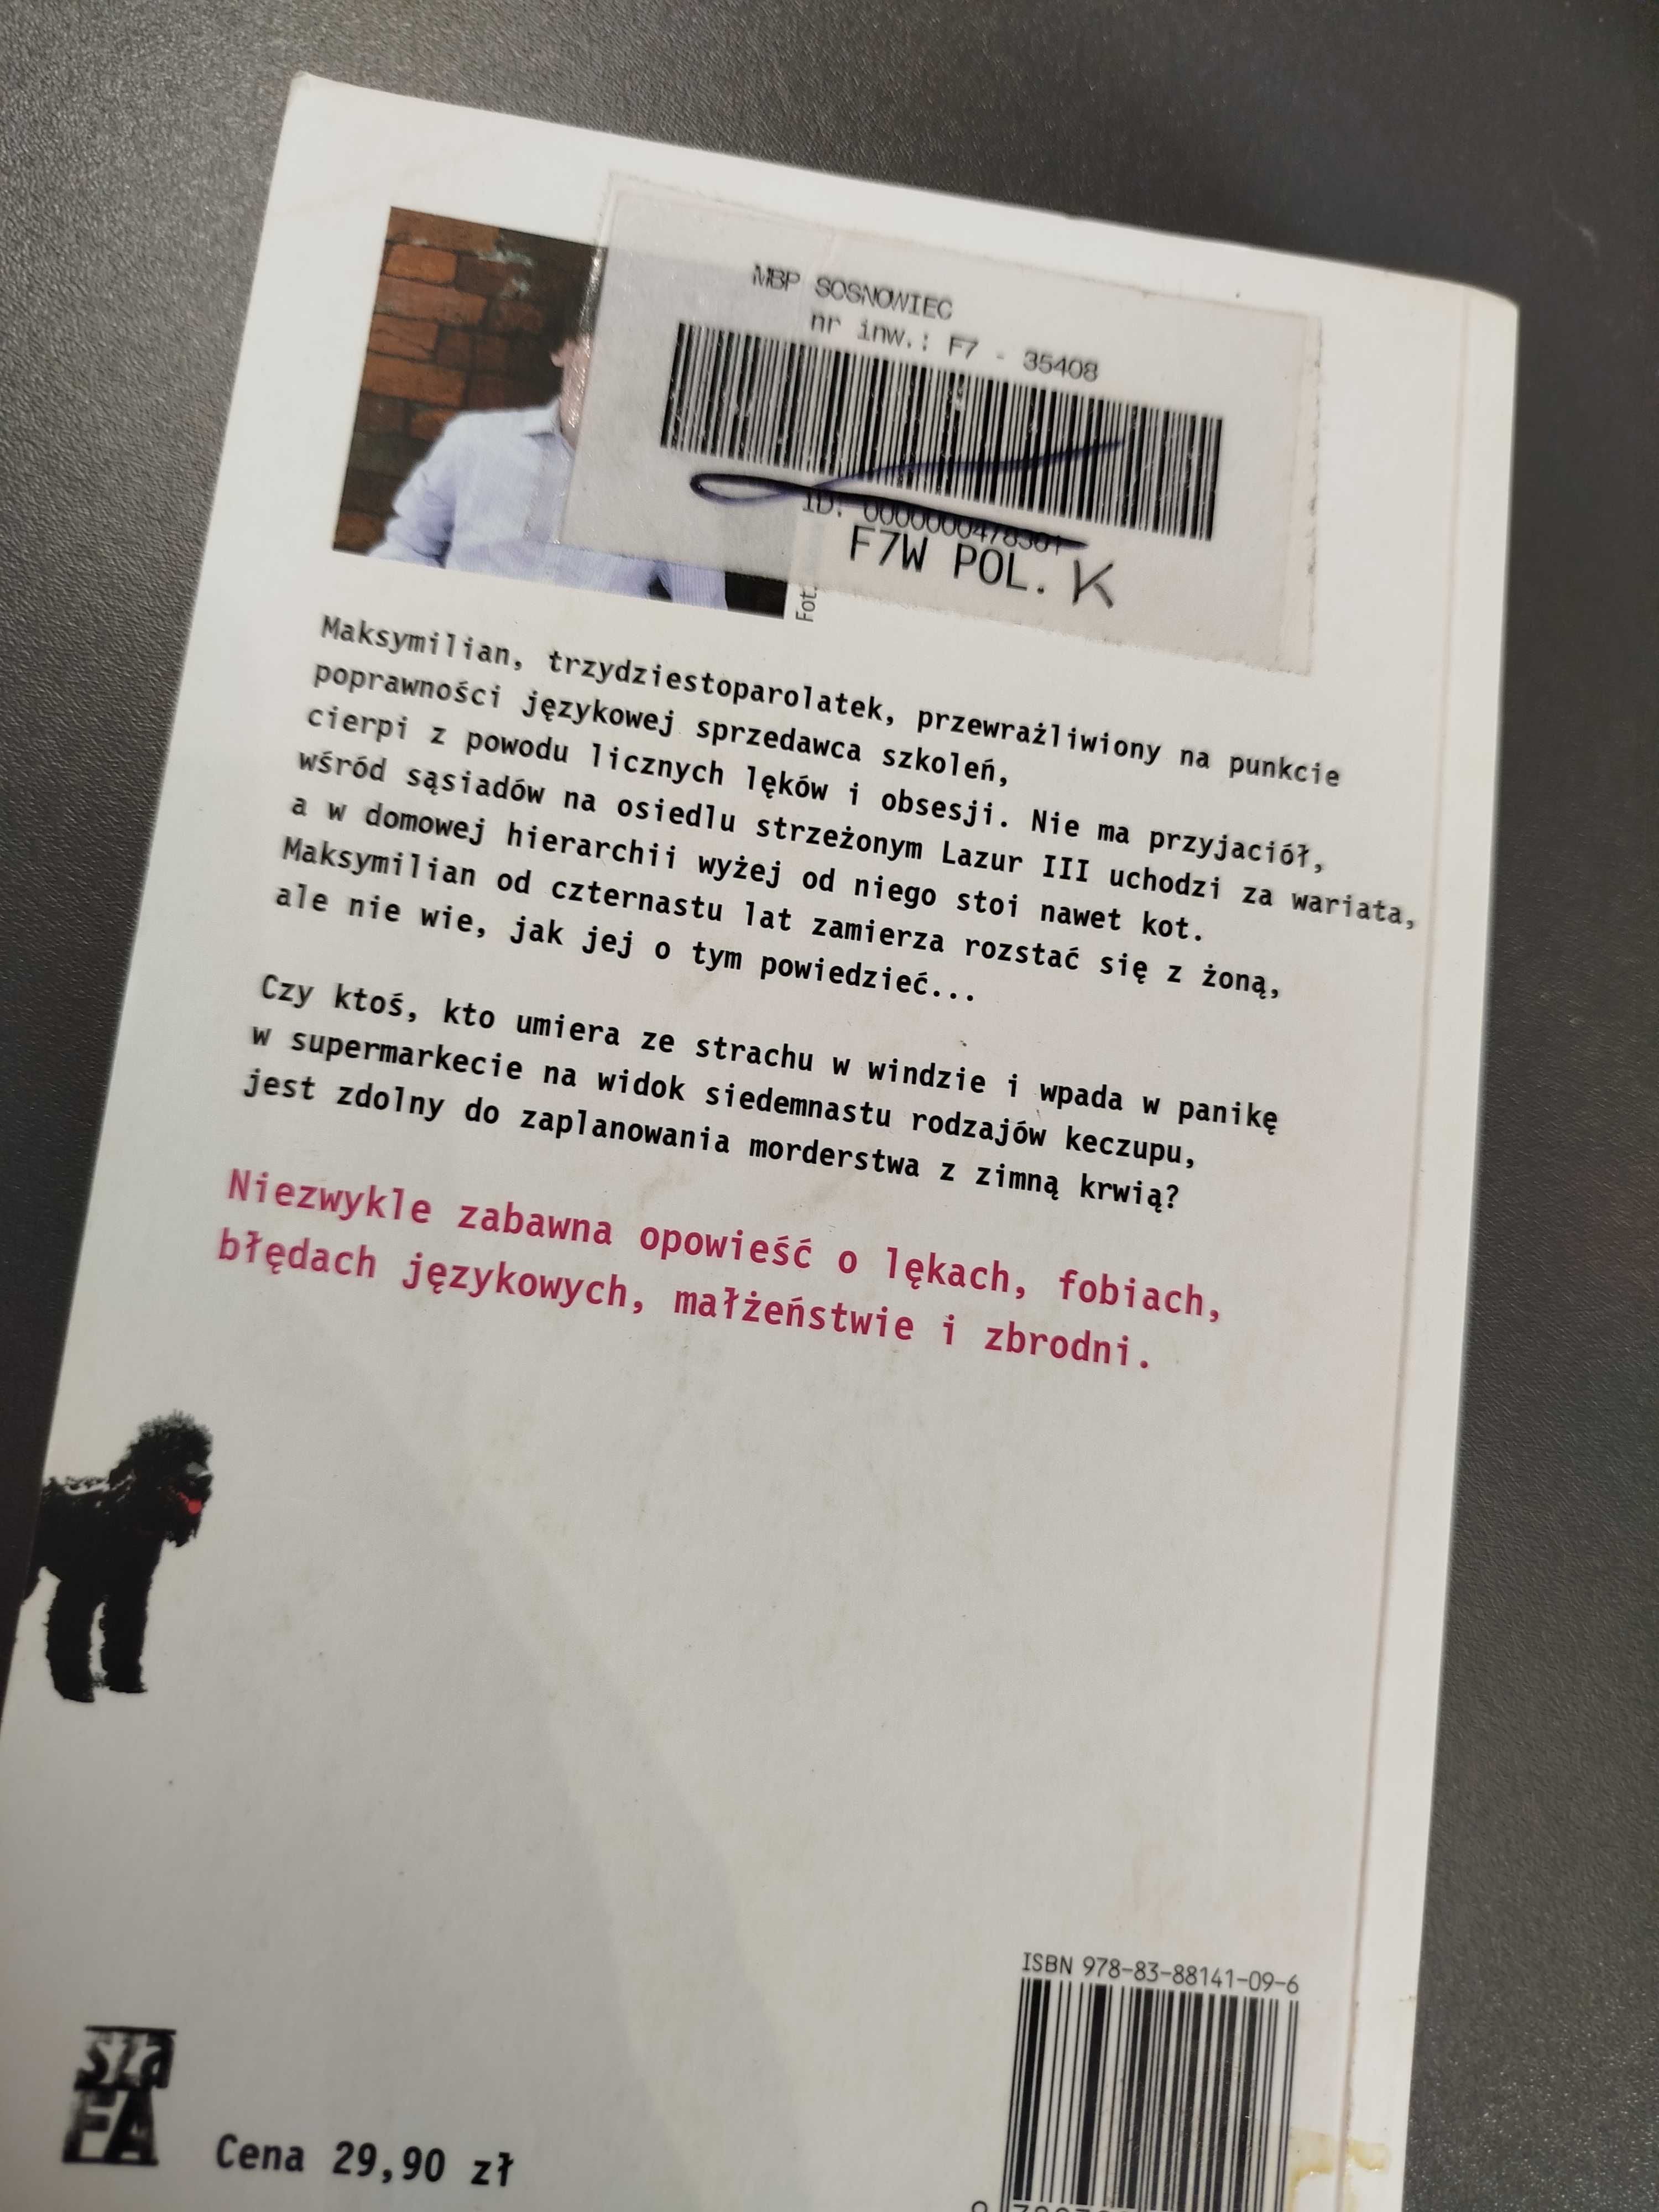 MBP SOSNOWIEC
nr inw.: F7 - 35408
F7W POL. K
Fot.
Maksymilian, trzydziestoparolatek, przewrażliwiony na punkcie
poprawności językowej sprzedawca szkoleń,
cierpi z powodu licznych lęków i obsesji. Nie ma przyjaciół,
wśród sąsiadów na osiedlu strzeżonym Lazur III uchodzi za wariata,
a w domowej hierarchii wyżej od niego stoi nawet kot.
Maksymilian od czternastu lat zamierza rozstać się z żoną,
ale nie wie, jak jej o tym powiedzieć...
Czy ktoś, kto umiera ze strachu w windzie i wpada w panikę
w supermarkecie na widok siedemnastu rodzajów keczupu,
jest zdolny do zaplanowania morderstwa z zimną krwią?
Niezwykle zabawna opowieść o lękach, fobiach,
błędach językowych, małżeństwie i zbrodni.
ISBN 978-83-88141-09-6
sza
FA
Cena 29,90 zł